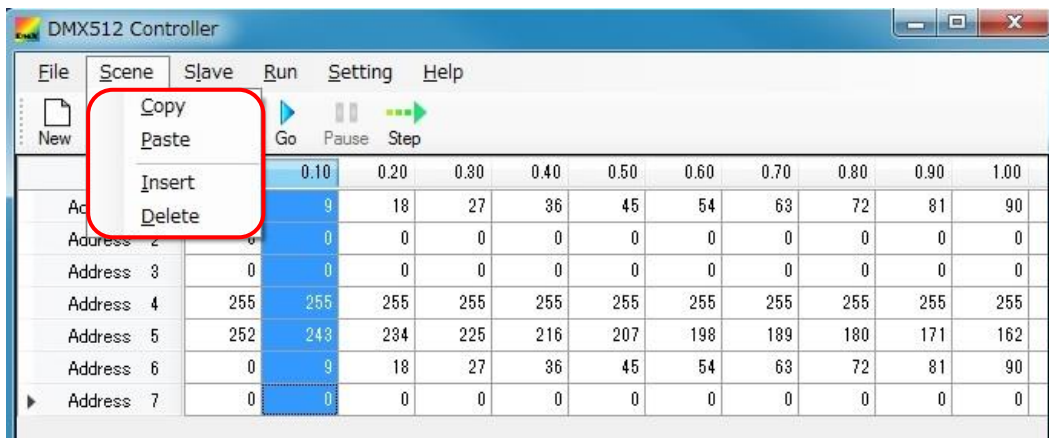 DMX512 Controller
File Scene Slave Run Setting Help
New Go Pause Step
Copy
Paste
Insert
Delete
0.10 0.20 0.30 0.40 0.50 0.60 0.70 0.80 0.90 1.00
9 18 27 36 45 54 63 72 81 90
Address 2 0 0 0 0 0 0 0 0 0 0 0
Address 3 0 0 0 0 0 0 0 0 0 0 0
Address 4 255 255 255 255 255 255 255 255 255 255 255
Address 5 252 243 234 225 216 207 198 189 180 171 162
Address 6 0 9 18 27 36 45 54 63 72 81 90
Address 7 0 0 0 0 0 0 0 0 0 0 0